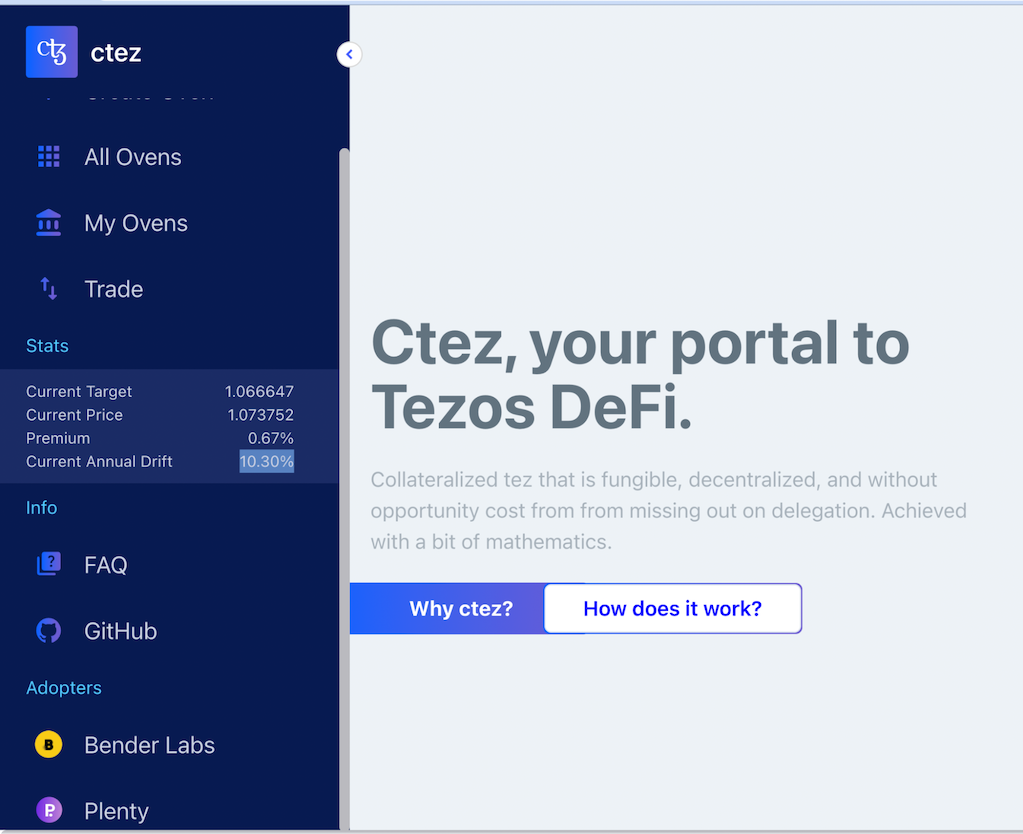 ctez
All Ovens
My Ovens
Trade
Stats
Current Target 1.066647
Current Price 1.073752
Premium 0.67%
Current Annual Drift 10.30%
Info
FAQ
GitHub
Adopters
Bender Labs
Plenty
Ctez, your portal to
Tezos DeFi.
Collateralized tez that is fungible, decentralized, and without
opportunity cost from from missing out on delegation. Achieved
with a bit of mathematics.
Why ctez?
How does it work?